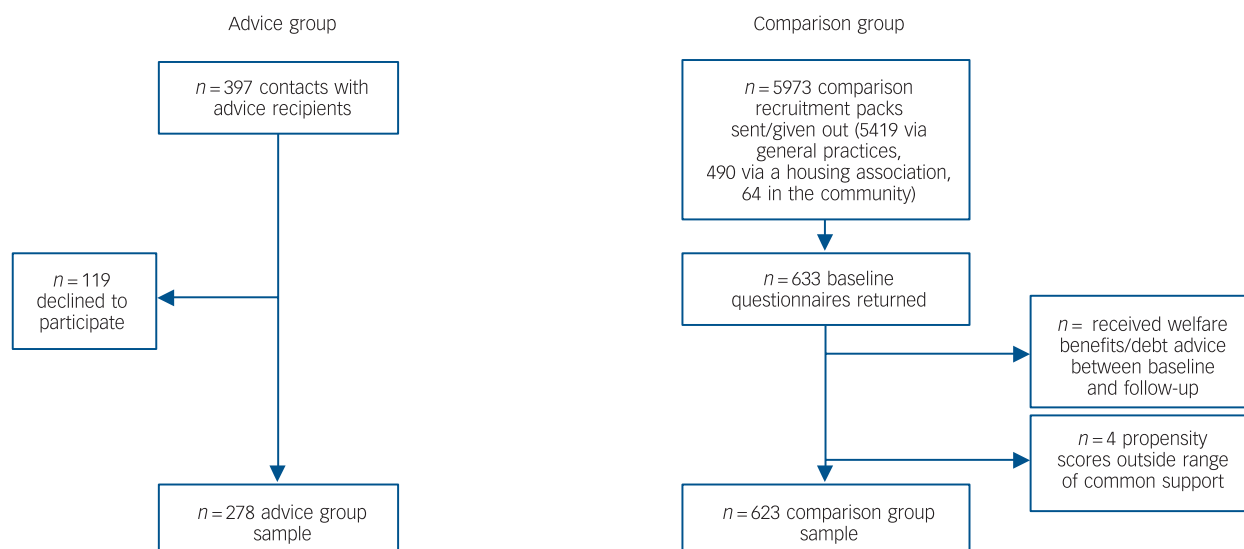 Advice group
n=397 contacts with
advice recipients
n=119
declined to
participate
n=278 advice group
sample
Comparison group
n=5973 comparison
recruitment packs
sent/given out (5419 via
general practices,
490 via a housing association,
64 in the community)
n=633 baseline
questionnaires returned
n= received welfare
benefits/debt advice
between baseline
and follow-up
n=4 propensity
scores outside range
of common support
n=623 comparison group
sample